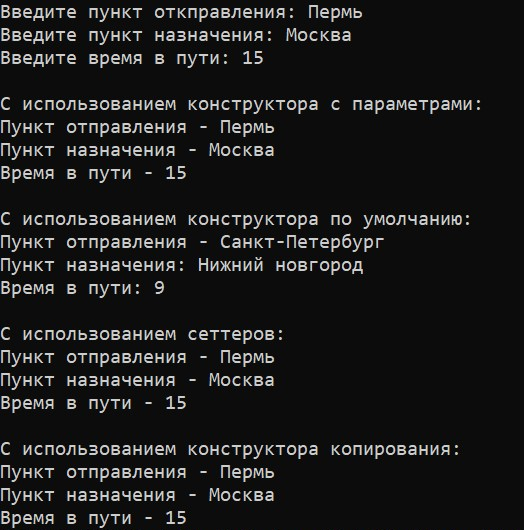 Введите пункт откправления: Пермь
Введите пункт назначения: Москва
Введите время в пути: 15
С использованием конструктора с параметрами:
Пункт отправления - Пермь
Пункт назначения - Москва
Время в пути - 15
С использованием конструктора по умолчанию:
Пункт отправления - Санкт-Петербург
Пункт назначения: Нижний новгород
Время в пути: 9
С использованием сеттеров:
Пункт отправления - Пермь
Пункт назначения - Москва
Время в пути - 15
С использованием конструктора копирования:
Пункт отправления - Пермь
Пункт назначения - Москва
Время в пути - 15